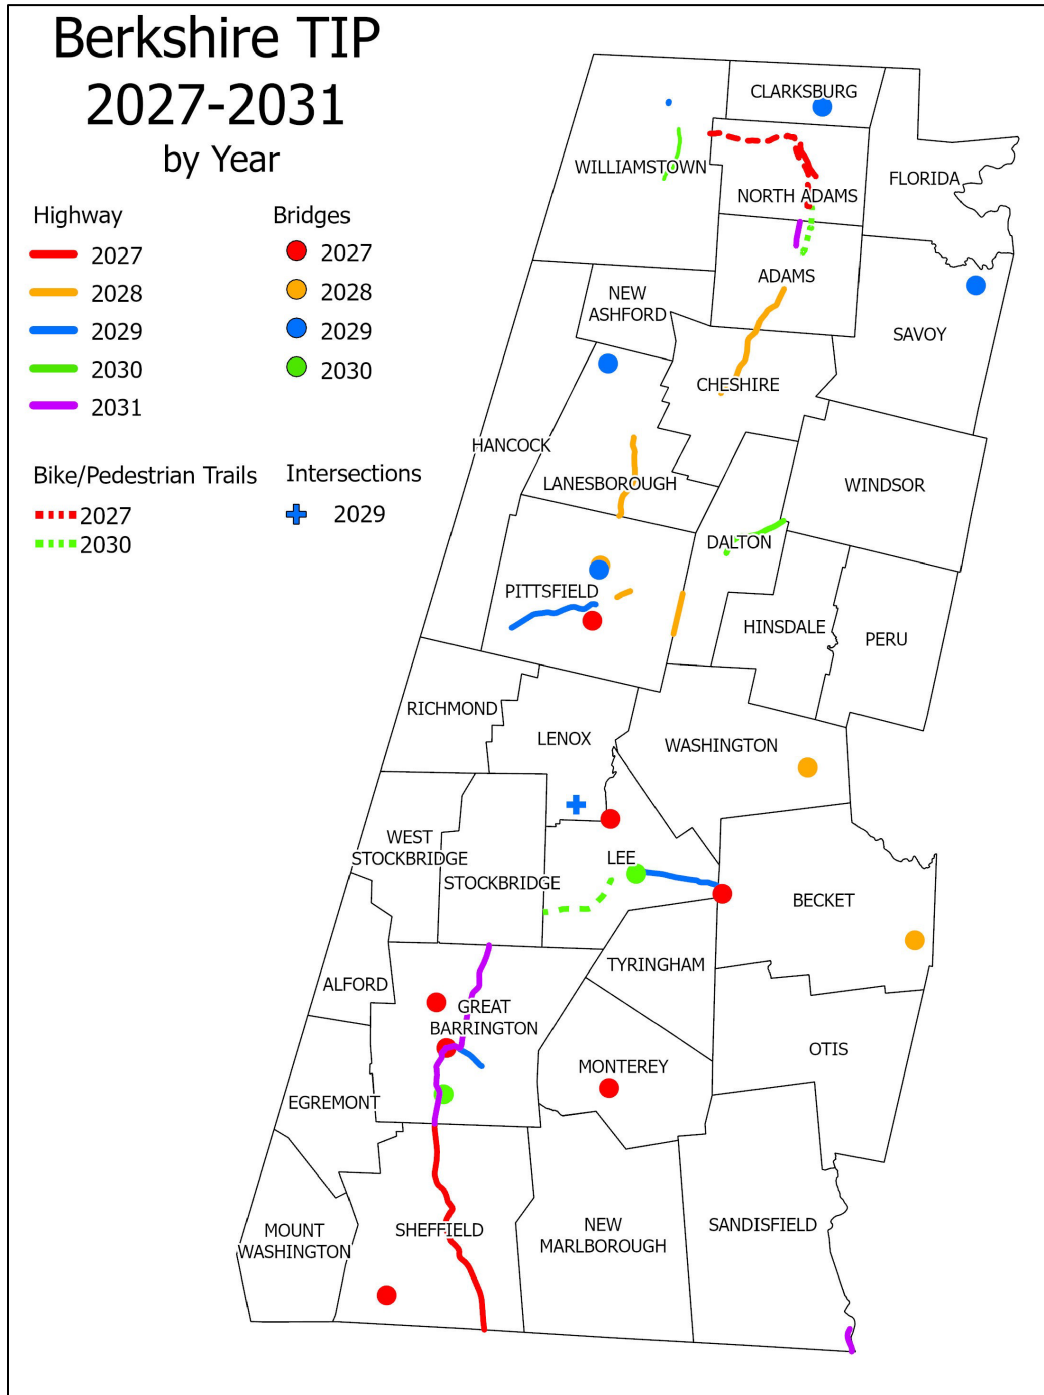 Berkshire TIP
2027-2031
by Year
Highway
2027
2028
2029
2030
2031
Bridges
2027
2028
2029
2030
Bike/Pedestrian Trails
2027
2030
Intersections
2029
CLARKSBURG
WILLIAMSTOWN
NORTH ADAMS
FLORIDA
ADAMS
NEW
ASHFORD
SAVOY
CHESHIRE
HANCOCK
LANESBOROUGH
WINDSOR
DALTON
PITTSFIELD
HINSDALE
PERU
RICHMOND
LENOX
WASHINGTON
WEST
STOCKBRIDGE
STOCKBRIDGE
LEE
BECKET
TYRINGHAM
ALFORD
GREAT
BARRINGTON
OTIS
MONTEREY
EGREMONT
MOUNT
WASHINGTON
SHEFFIELD
NEW
MARLBOROUGH
SANDISFIELD